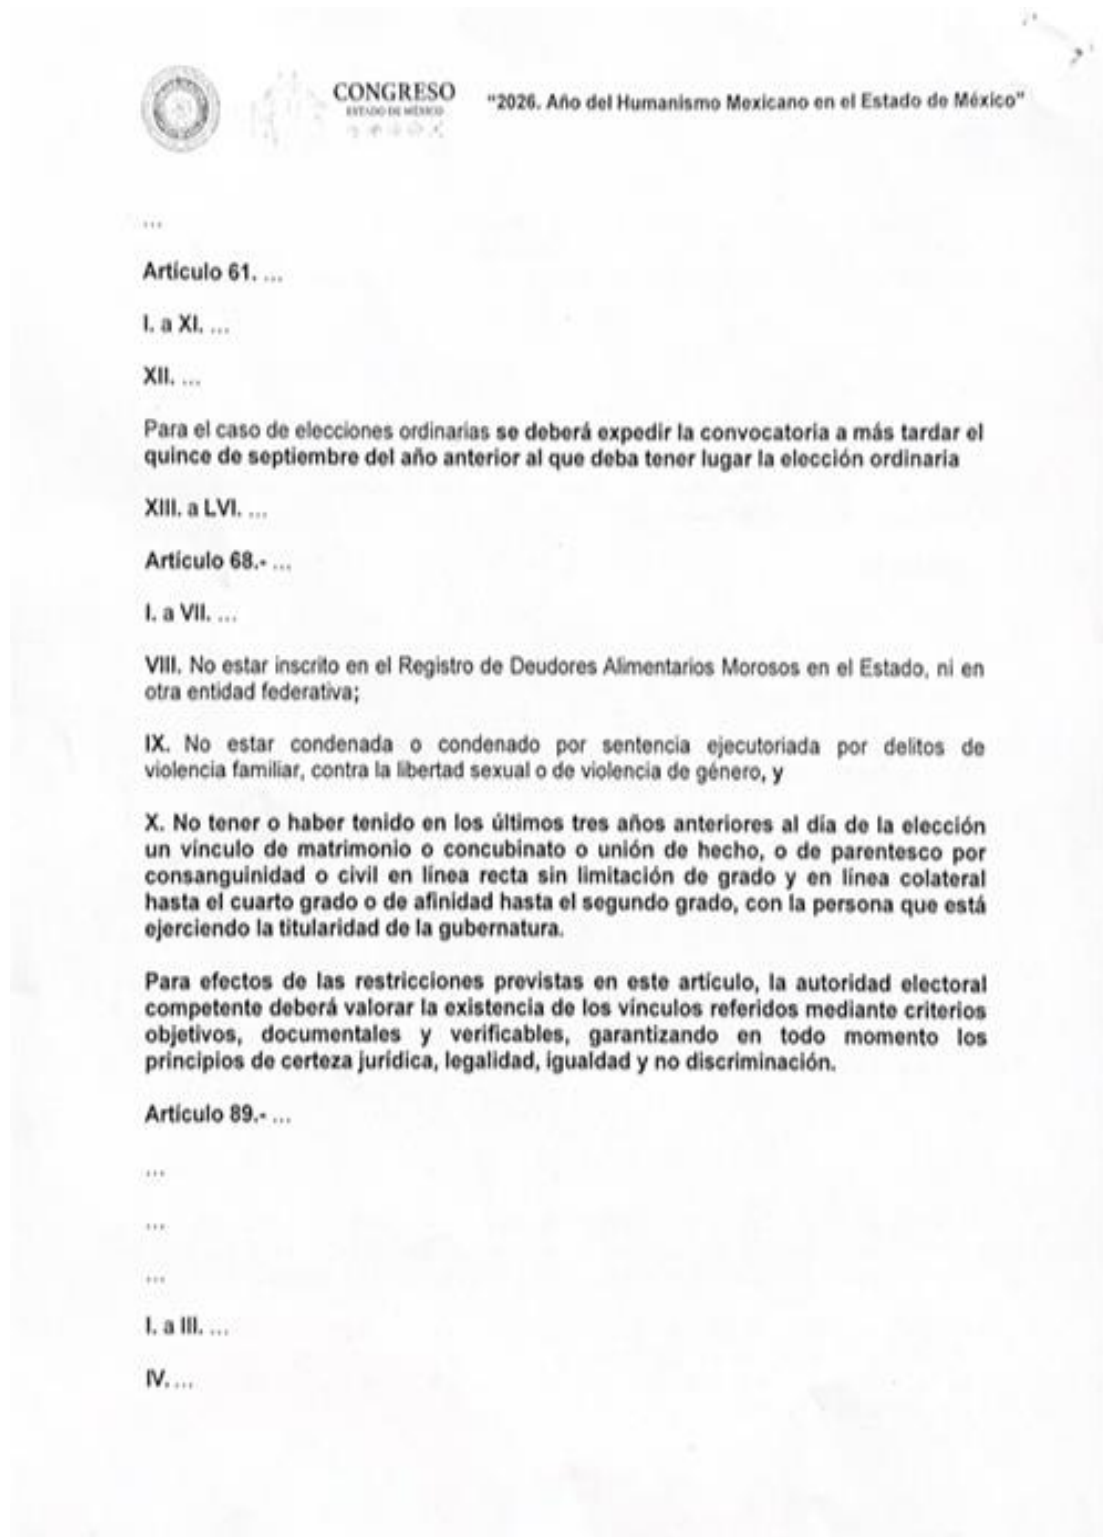 CONGRESO
ESTADO DE MÉXICO
"2026. Año del Humanismo Mexicano en el Estado de México"
...
Artículo 61. ...
I. a XI. ...
XII. ...
Para el caso de elecciones ordinarias se deberá expedir la convocatoria a más tardar el
quince de septiembre del año anterior al que deba tener lugar la elección ordinaria
XIII. a LVI. ...
Artículo 68.- ...
I. a VII. ...
VIII. No estar inscrito en el Registro de Deudores Alimentarios Morosos en el Estado, ni en
otra entidad federativa;
IX. No estar condenada o condenado por sentencia ejecutoriada por delitos de
violencia familiar, contra la libertad sexual o de violencia de género, y
X. No tener o haber tenido en los últimos tres años anteriores al día de la elección
un vínculo de matrimonio o concubinato o unión de hecho, o de parentesco por
consanguinidad o civil en línea recta sin limitación de grado y en línea colateral
hasta el cuarto grado o de afinidad hasta el segundo grado, con la persona que está
ejerciendo la titularidad de la gubernatura.
Para efectos de las restricciones previstas en este artículo, la autoridad electoral
competente deberá valorar la existencia de los vínculos referidos mediante criterios
objetivos, documentales y verificables, garantizando en todo momento los
principios de certeza jurídica, legalidad, igualdad y no discriminación.
Artículo 89.- ...
...
...
...
I. a III. ...
IV. ...